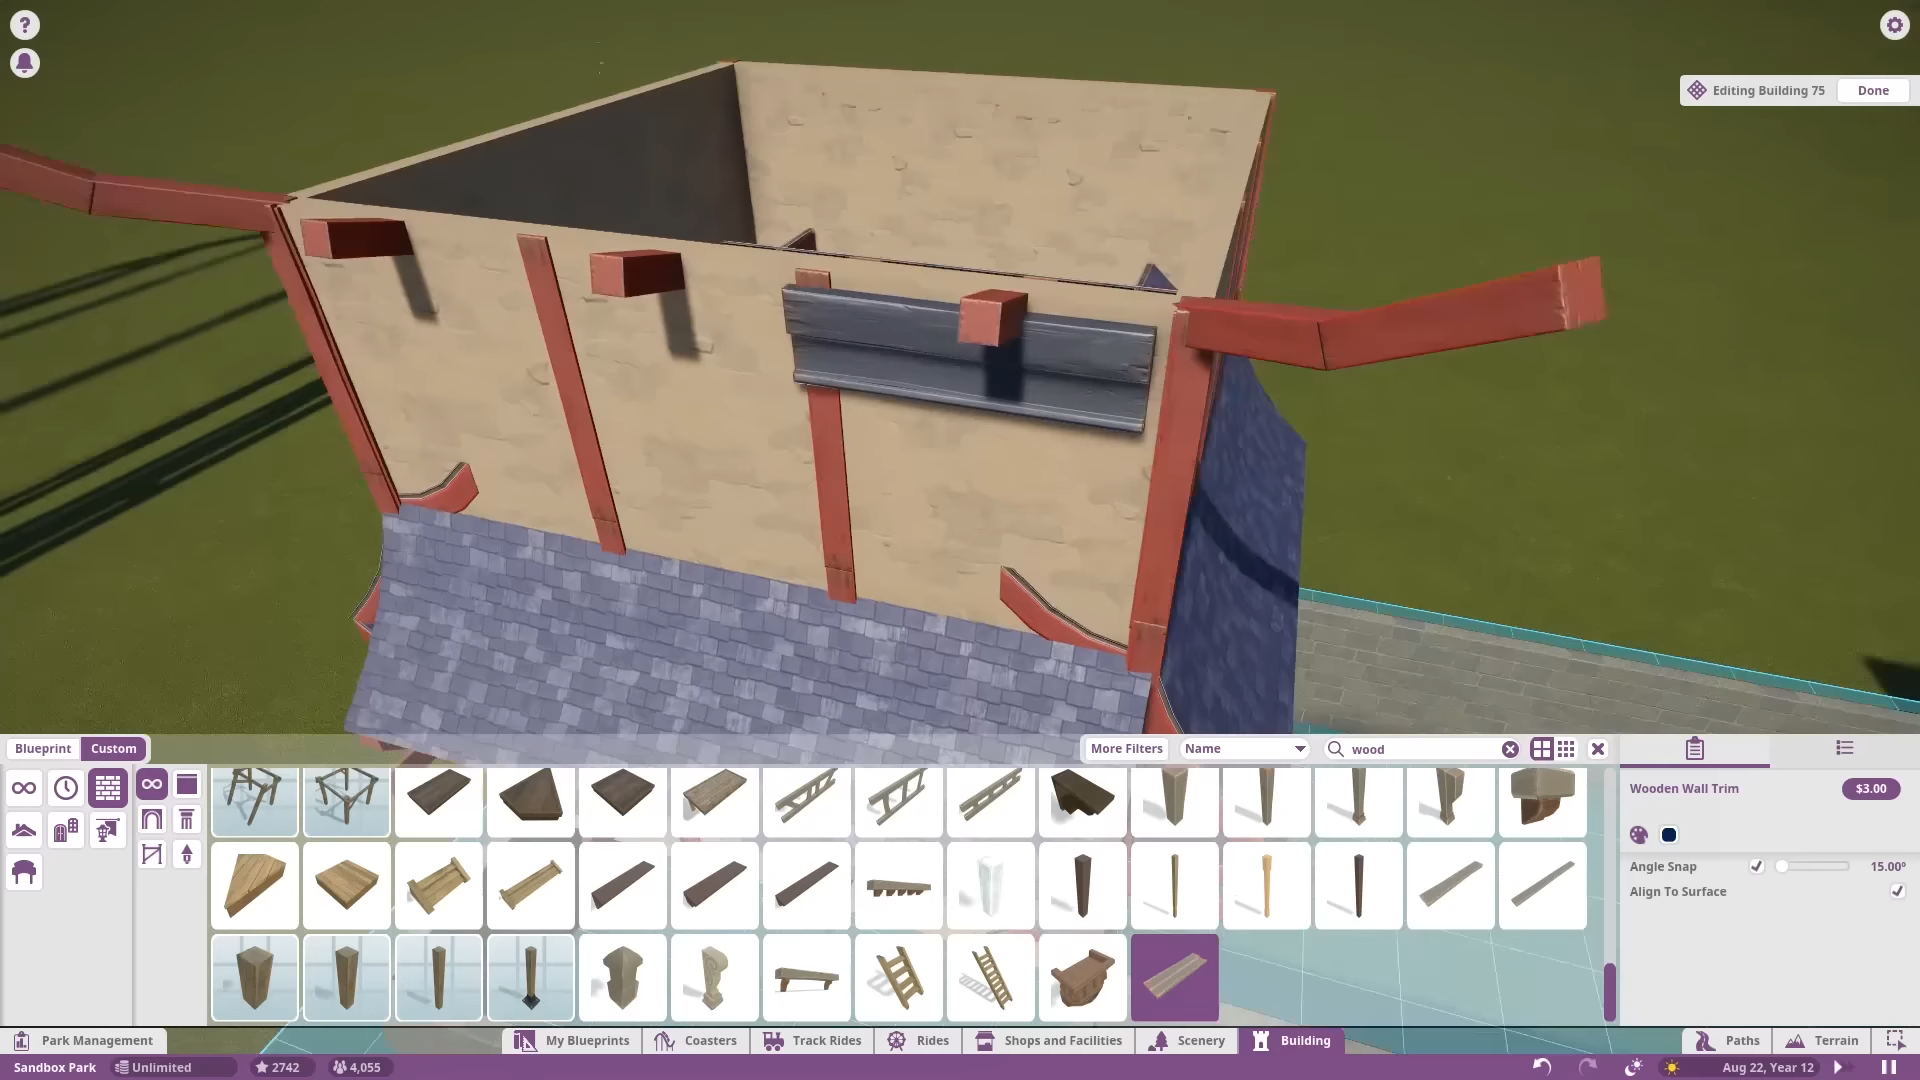 ?
Editing Building 75
Done
Blueprint
Custom
More Filters
Name
wood
Wooden Wall Trim
$3.00
Angle Snap
15.00°
Align To Surface
Park Management
My Blueprints
Coasters
Track Rides
Rides
Shops and Facilities
Scenery
Building
Paths
Terrain
Sandbox Park
Unlimited
2742
4,055
Aug 22, Year 12